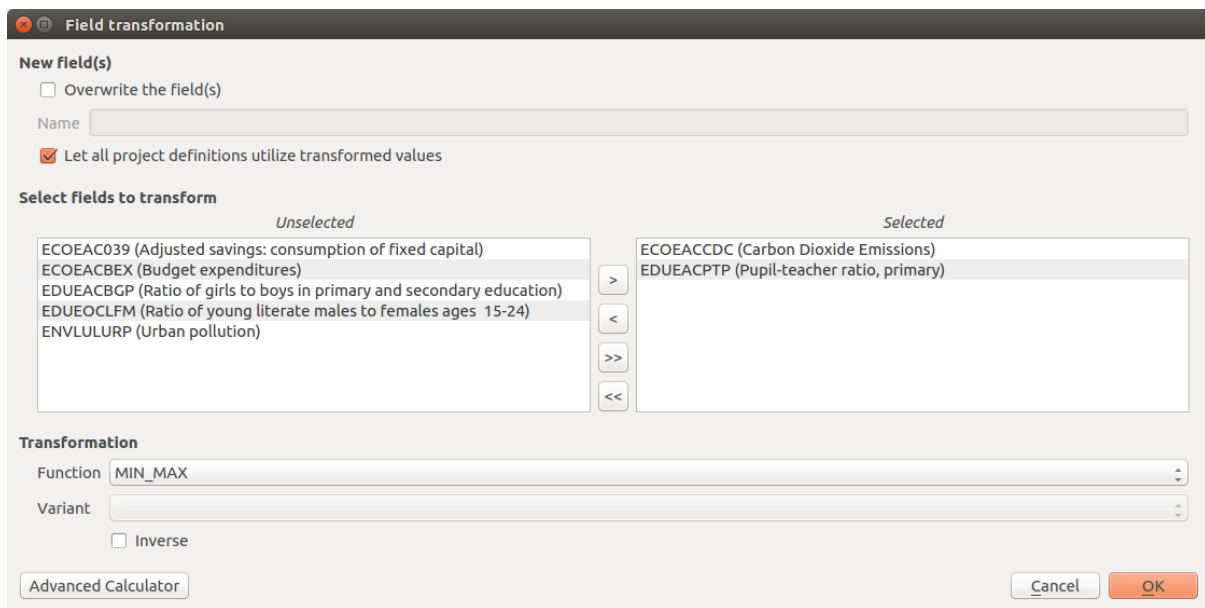 Field transformation
New field(s)
Overwrite the field(s)
Name
Let all project definitions utilize transformed values
Select fields to transform
Unselected
Selected
ECOEAC039 (Adjusted savings: consumption of fixed capital)
ECOEACBEX (Budget expenditures)
EDUEACBGP (Ratio of girls to boys in primary and secondary education)
EDUEOCLFM (Ratio of young literate males to females ages 15-24)
ENVLULURP (Urban pollution)
>
<
>>
<<
ECOEACCDC (Carbon Dioxide Emissions)
EDUEACPTP (Pupil-teacher ratio, primary)
Transformation
Function MIN_MAX
Variant
Inverse
Advanced Calculator
Cancel
OK